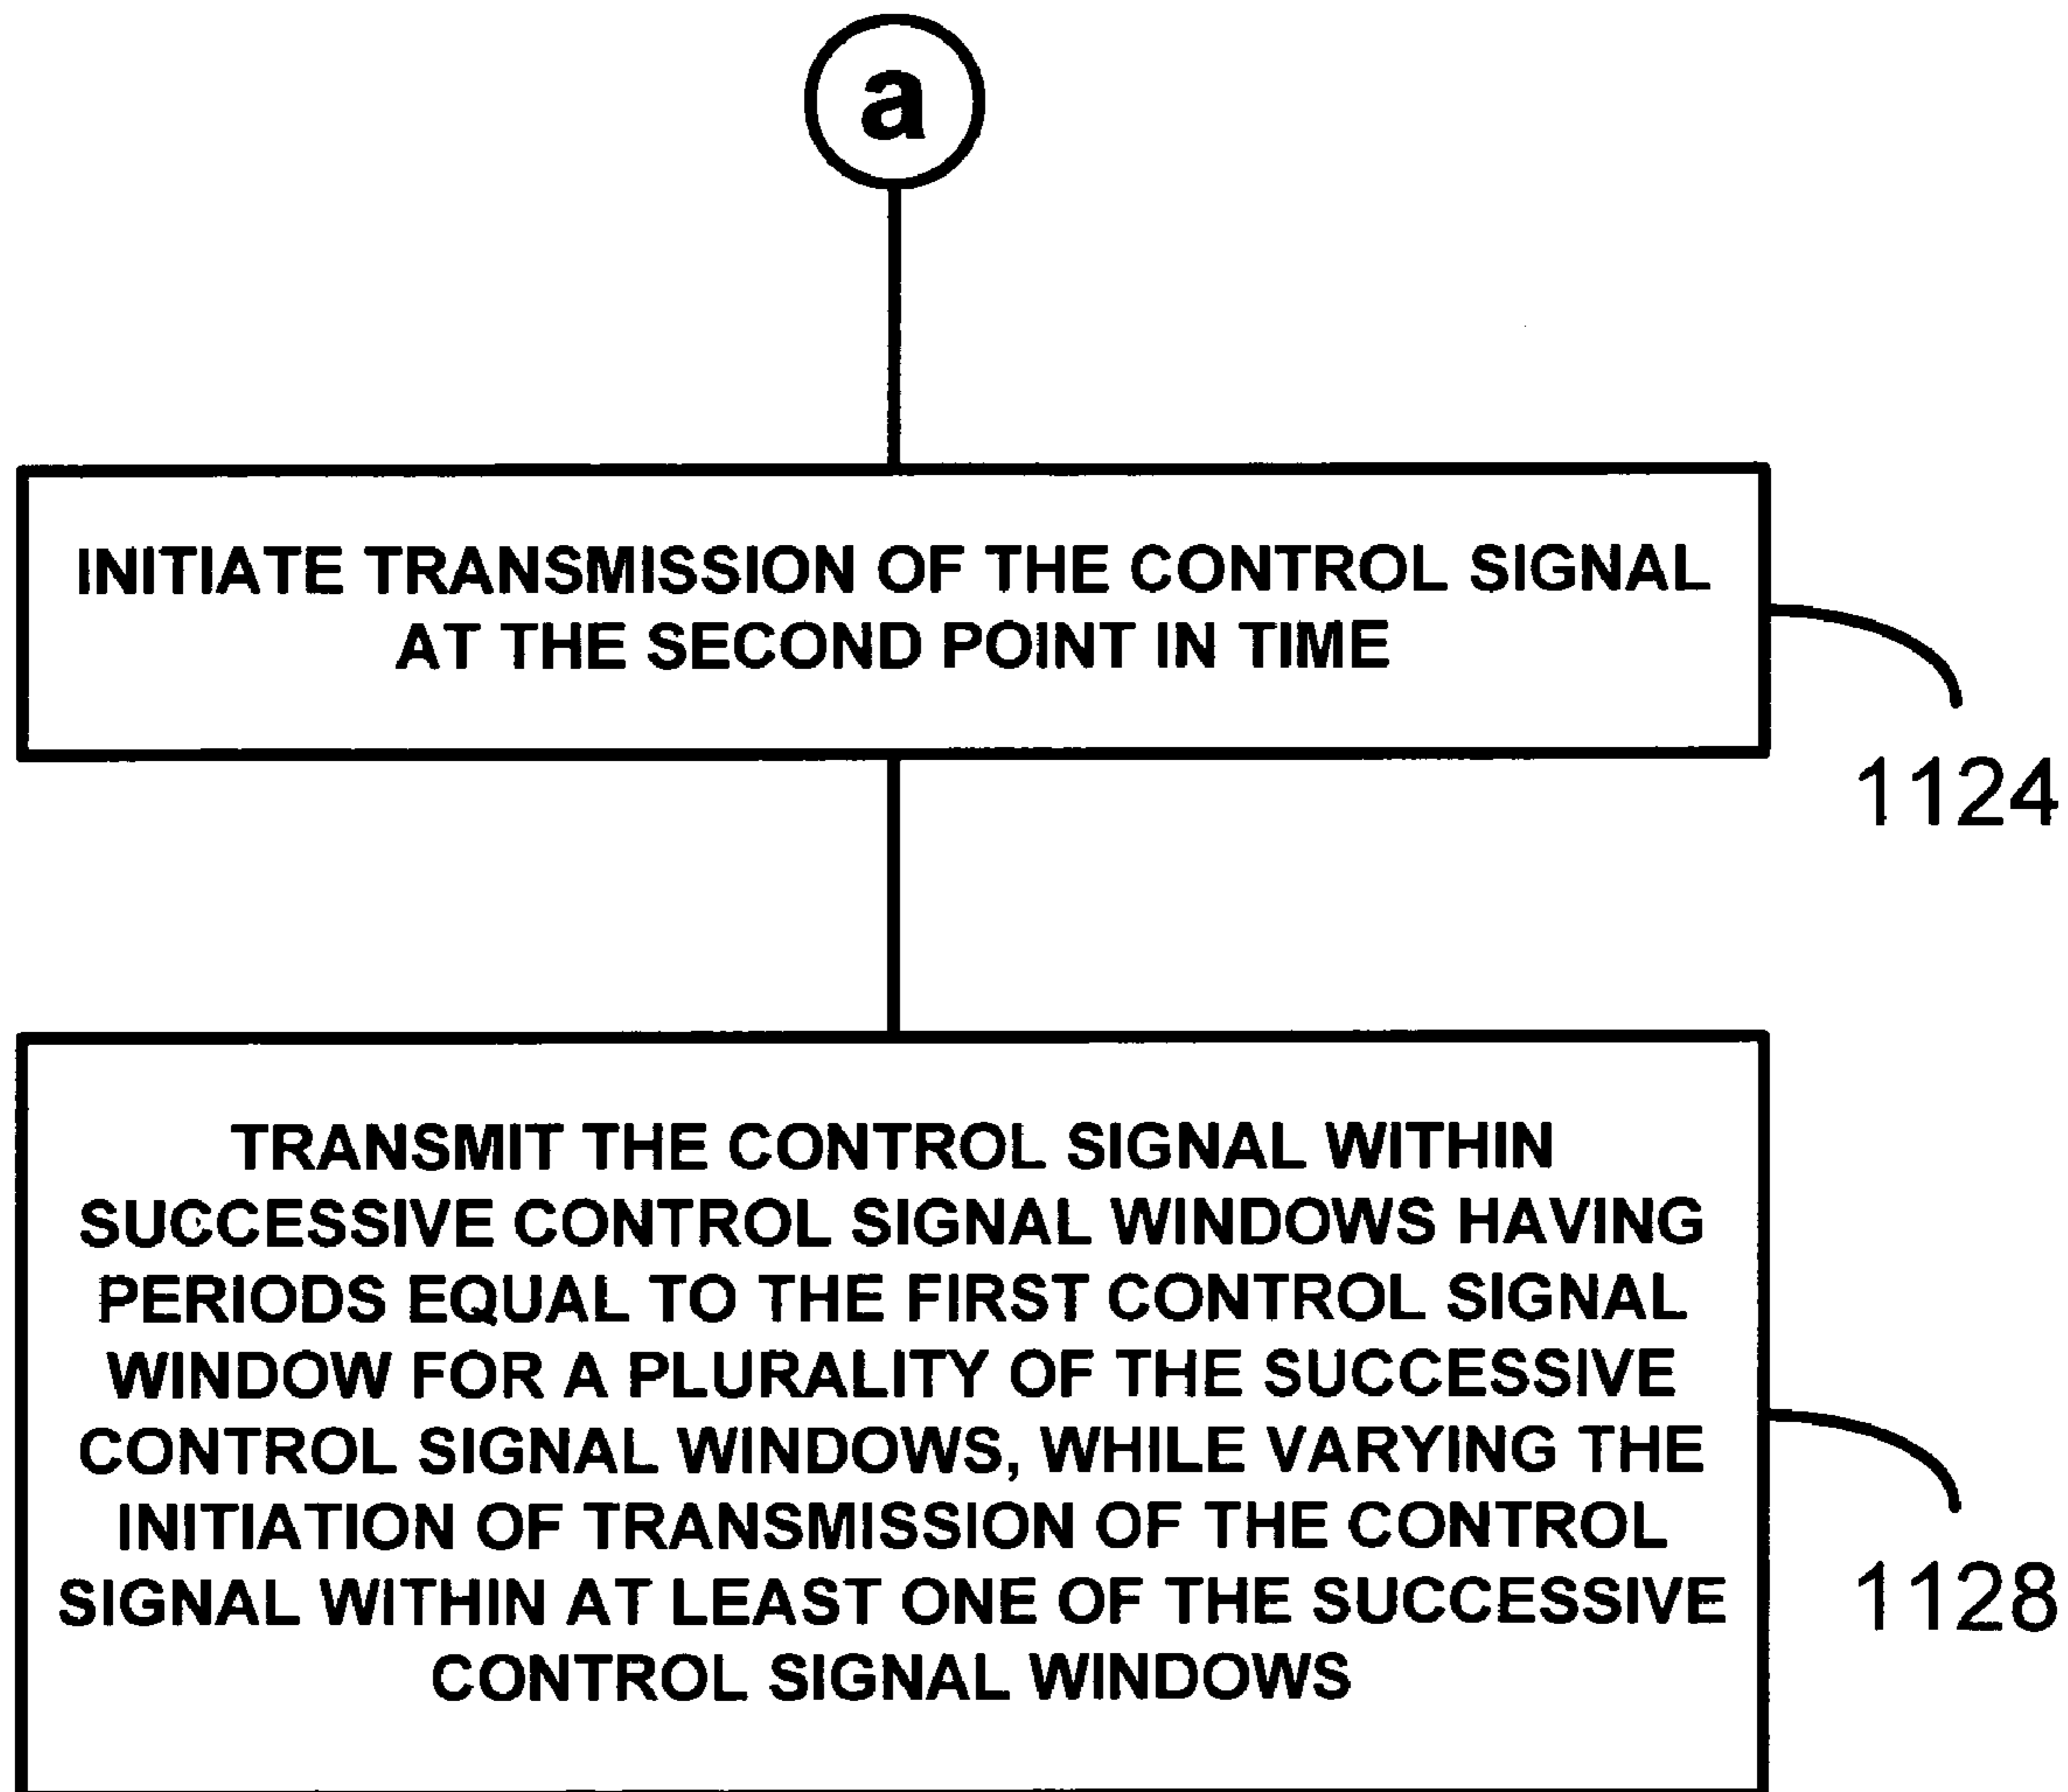 a
INITIATE TRANSMISSION OF THE CONTROL SIGNAL
AT THE SECOND POINT IN TIME
1124
TRANSMIT THE CONTROL SIGNAL WITHIN
SUCCESSIVE CONTROL SIGNAL WINDOWS HAVING
PERIODS EQUAL TO THE FIRST CONTROL SIGNAL
WINDOW FOR A PLURALITY OF THE SUCCESSIVE
CONTROL SIGNAL WINDOWS, WHILE VARYING THE
INITIATION OF TRANSMISSION OF THE CONTROL
SIGNAL WITHIN AT LEAST ONE OF THE SUCCESSIVE
CONTROL SIGNAL WINDOWS
1128